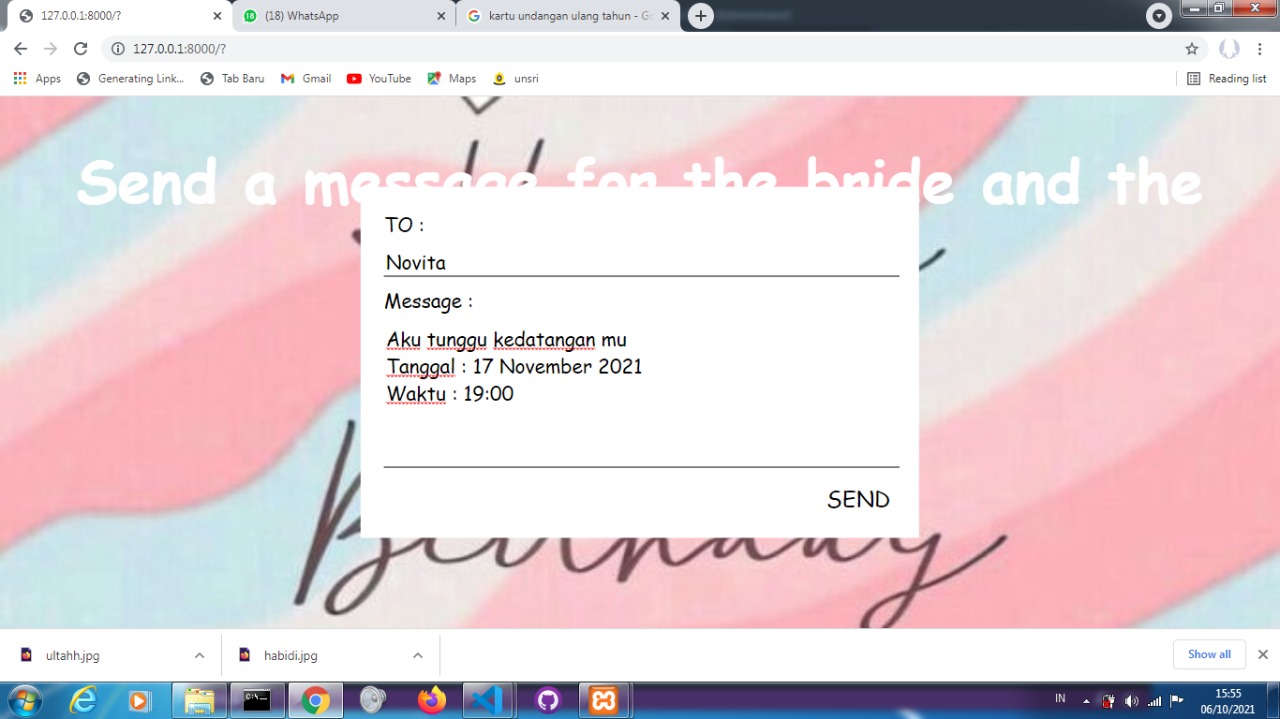 127.0.0.1:8000/?
(18) WhatsApp
kartu undangan ulang tahun - Go
127.0.0.1:8000/?
Apps
Generating Link...
Tab Baru
Gmail
YouTube
Maps
unsri
Reading list
Send a message for the bride and the
TO :
Novita
Message :
Aku tunggu kedatangan mu
Tanggal : 17 November 2021
Waktu : 19:00
SEND
Birthday
ultahh.jpg
habidi.jpg
Show all
IN
15:55
06/10/2021